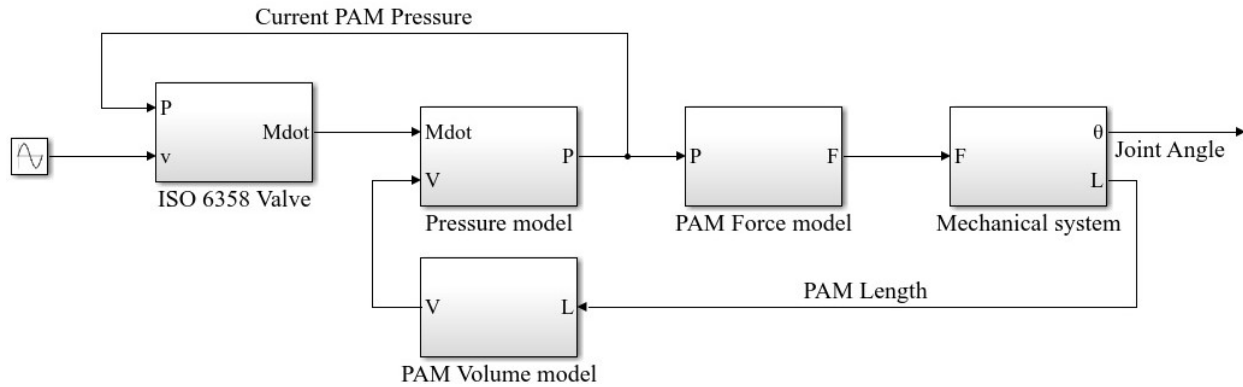 Current PAM Pressure
P
v
Mdot
ISO 6358 Valve
Mdot
V
P
Pressure model
P
F
PAM Force model
F
θ
L
Joint Angle
Mechanical system
PAM Length
V
L
PAM Volume model